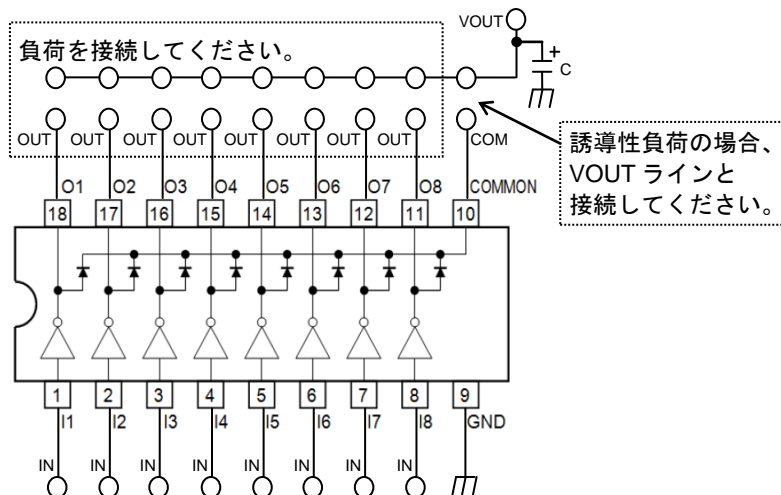 VOUT
負荷を接続してください。
+
C
OUT OUT OUT OUT OUT OUT OUT OUT COM
誘導性負荷の場合、
VOUT ラインと
接続してください。
O1 O2 O3 O4 O5 O6 O7 O8 COMMON
18 17 16 15 14 13 12 11 10
1 2 3 4 5 6 7 8 9
I1 I2 I3 I4 I5 I6 I7 I8 GND
IN IN IN IN IN IN IN IN